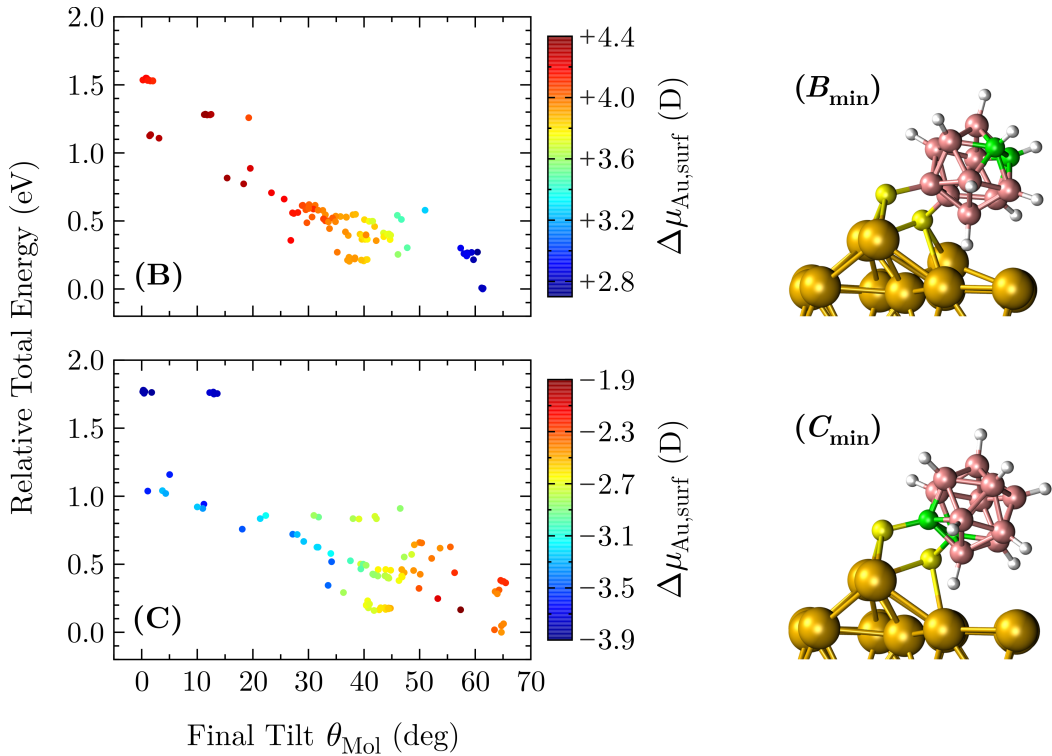 2.0
1.5
1.0
0.5
0.0
(B)
+4.4
+4.0
+3.6
+3.2
+2.8
Δμ_Au,surf (D)
(B_min)
Relative Total Energy (eV)
2.0
1.5
1.0
0.5
0.0
(C)
−1.9
−2.3
−2.7
−3.1
−3.5
−3.9
Δμ_Au,surf (D)
(C_min)
0 10 20 30 40 50 60 70
Final Tilt θ_Mol (deg)